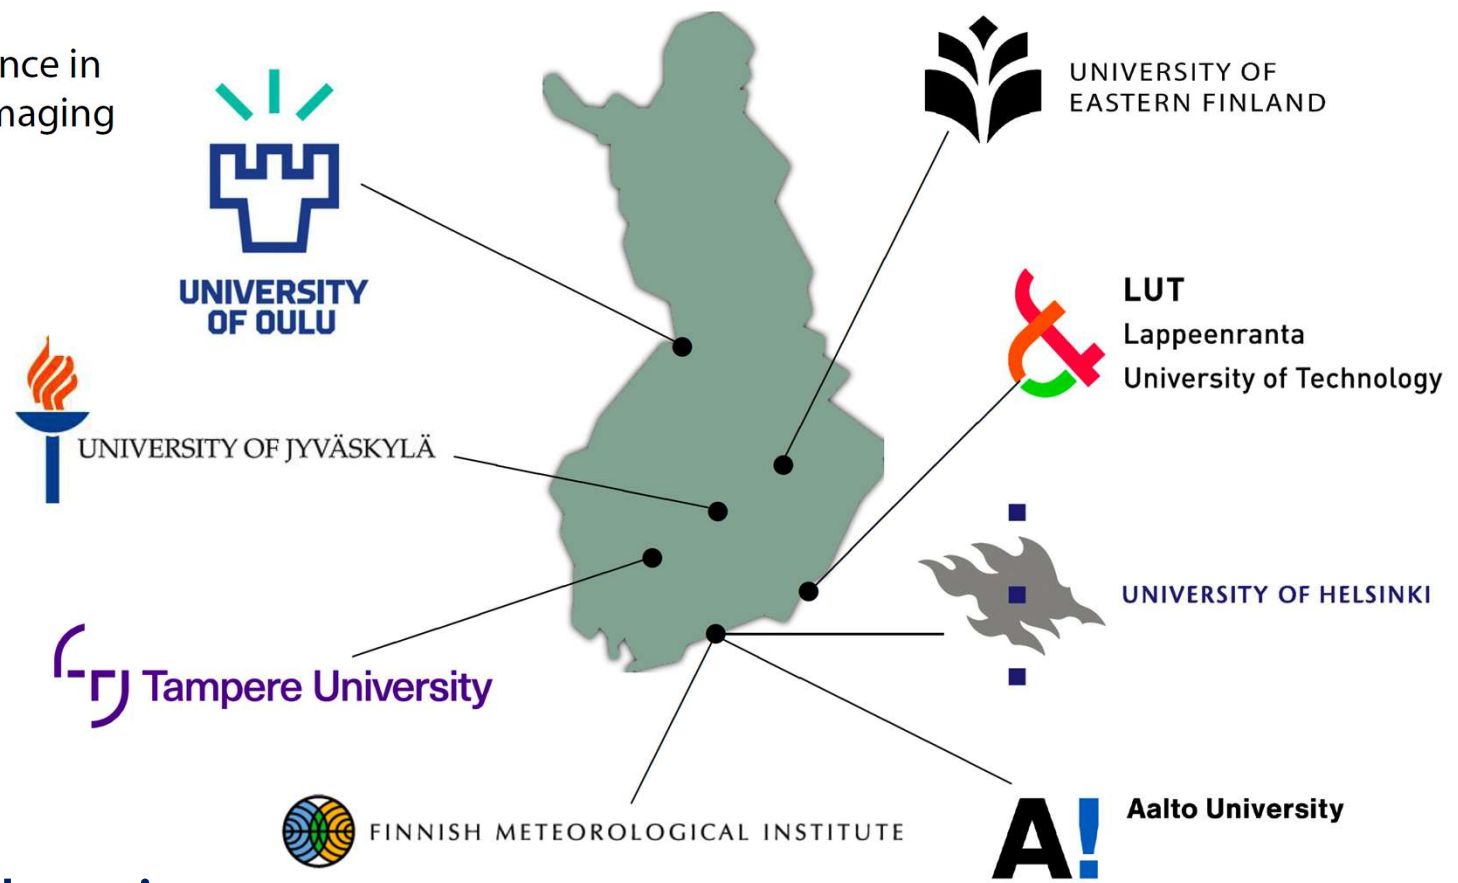 nce in
maging
UNIVERSITY
OF OULU
UNIVERSITY OF
EASTERN FINLAND
LUT
Lappeenranta
University of Technology
UNIVERSITY OF JYVÄSKYLÄ
UNIVERSITY OF HELSINKI
Tampere University
FINNISH METEOROLOGICAL INSTITUTE
A!
Aalto University